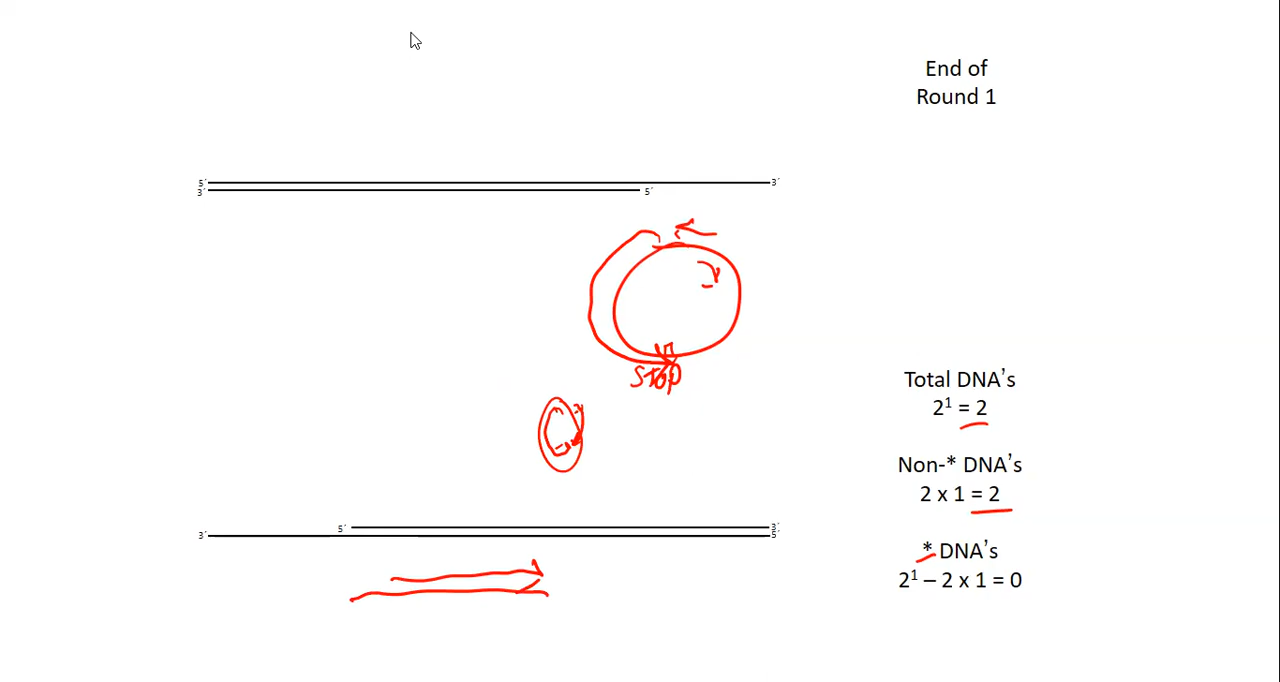 End of
Round 1
5´
3´
3´
5´
STOP
Total DNA's
2¹ = 2
Non-* DNA's
2 x 1 = 2
5´
3´
3´
5´
* DNA's
2¹ – 2 x 1 = 0